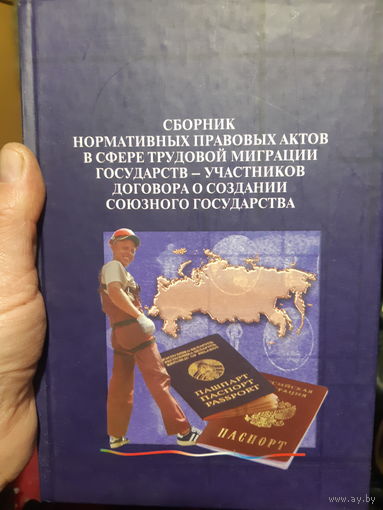 СБОРНИК
НОРМАТИВНЫХ ПРАВОВЫХ АКТОВ
В СФЕРЕ ТРУДОВОЙ МИГРАЦИИ
ГОСУДАРСТВ – УЧАСТНИКОВ
ДОГОВОРА О СОЗДАНИИ
СОЮЗНОГО ГОСУДАРСТВА
ПАШПАРТ
ПАСПОРТ
PASSPORT
ПАСПОРТ
www.ay.by